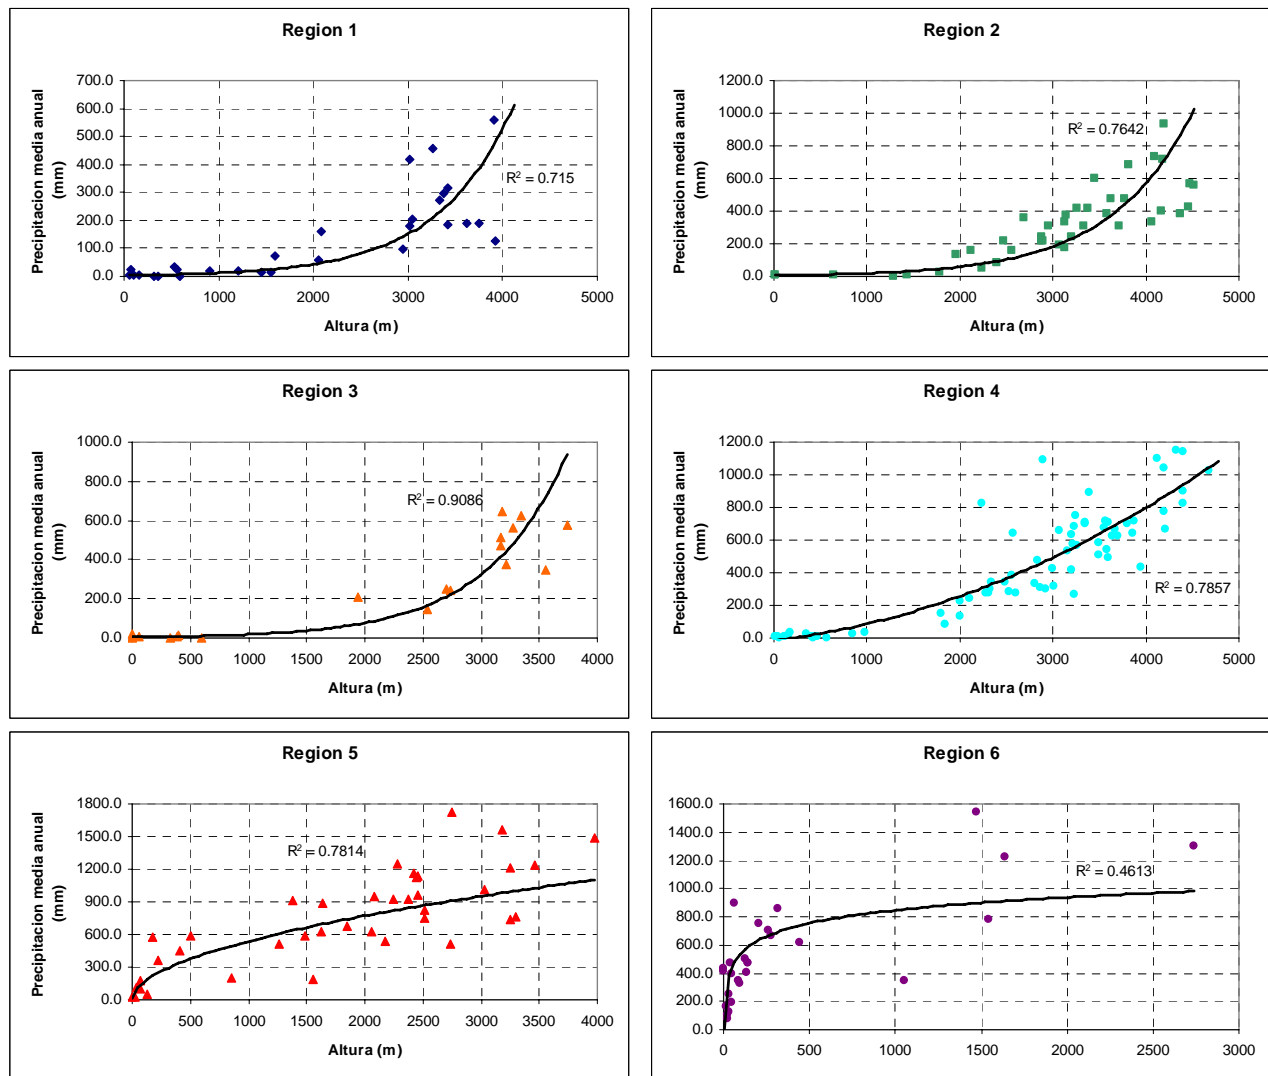 Region 1
700.0
600.0
500.0
400.0
300.0
200.0
100.0
0.0
R² = 0.715
0 1000 2000 3000 4000 5000
Altura (m)
Precipitacion media anual
(mm)
Region 2
1200.0
1000.0
800.0
600.0
400.0
200.0
0.0
R² = 0.7642
0 1000 2000 3000 4000 5000
Altura (m)
Precipitacion media anual
(mm)
Region 3
1000.0
800.0
600.0
400.0
200.0
0.0
R² = 0.9086
0 500 1000 1500 2000 2500 3000 3500 4000
Altura (m)
Precipitacion media anual
(mm)
Region 4
1200.0
1000.0
800.0
600.0
400.0
200.0
0.0
R² = 0.7857
0 1000 2000 3000 4000 5000
Altura (m)
Precipitacion media anual
(mm)
Region 5
1800.0
1500.0
1200.0
900.0
600.0
300.0
0.0
R² = 0.7814
0 500 1000 1500 2000 2500 3000 3500 4000
Altura (m)
Precipitacion media anual
(mm)
Region 6
1600.0
1400.0
1200.0
1000.0
800.0
600.0
400.0
200.0
0.0
R² = 0.4613
0 500 1000 1500 2000 2500 3000